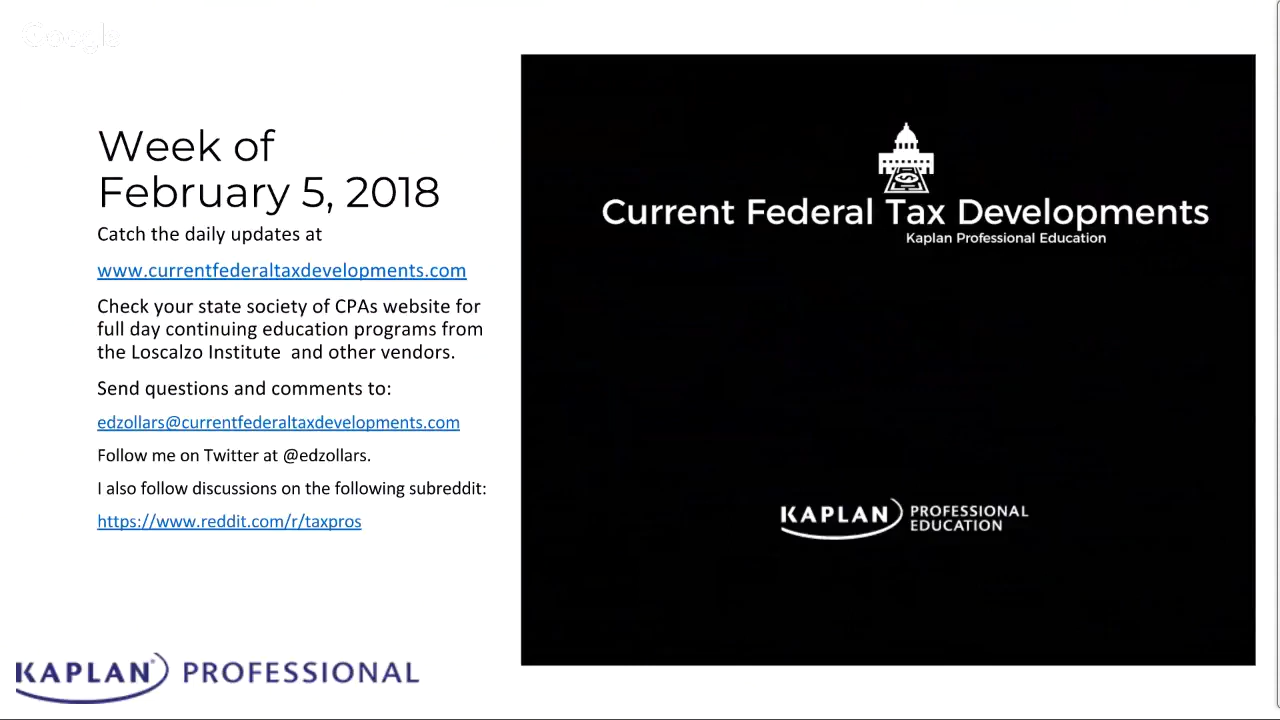 Google
Week of
February 5, 2018
Catch the daily updates at
www.currentfederaltaxdevelopments.com
Check your state society of CPAs website for
full day continuing education programs from
the Loscalzo Institute and other vendors.
Send questions and comments to:
edzollars@currentfederaltaxdevelopments.com
Follow me on Twitter at @edzollars.
I also follow discussions on the following subreddit:
https://www.reddit.com/r/taxpros
KAPLAN PROFESSIONAL
Current Federal Tax Developments
Kaplan Professional Education
KAPLAN PROFESSIONAL
EDUCATION